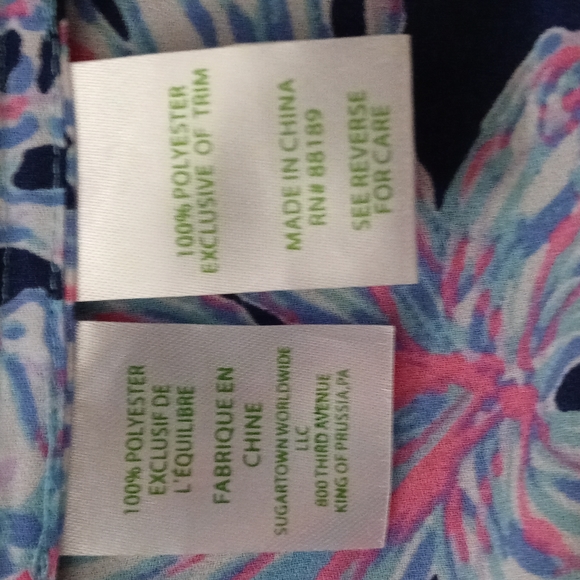 100% POLYESTER
EXCLUSIVE OF TRIM
MADE IN CHINA
RN# 88189
SEE REVERSE
FOR CARE
100% POLYESTER
EXCLUSIF DE
L'ÉQUILIBRE
FABRIQUE EN
CHINE
SUGARTOWN WORLDWIDE
LLC
800 THIRD AVENUE
KING OF PRUSSIA, PA